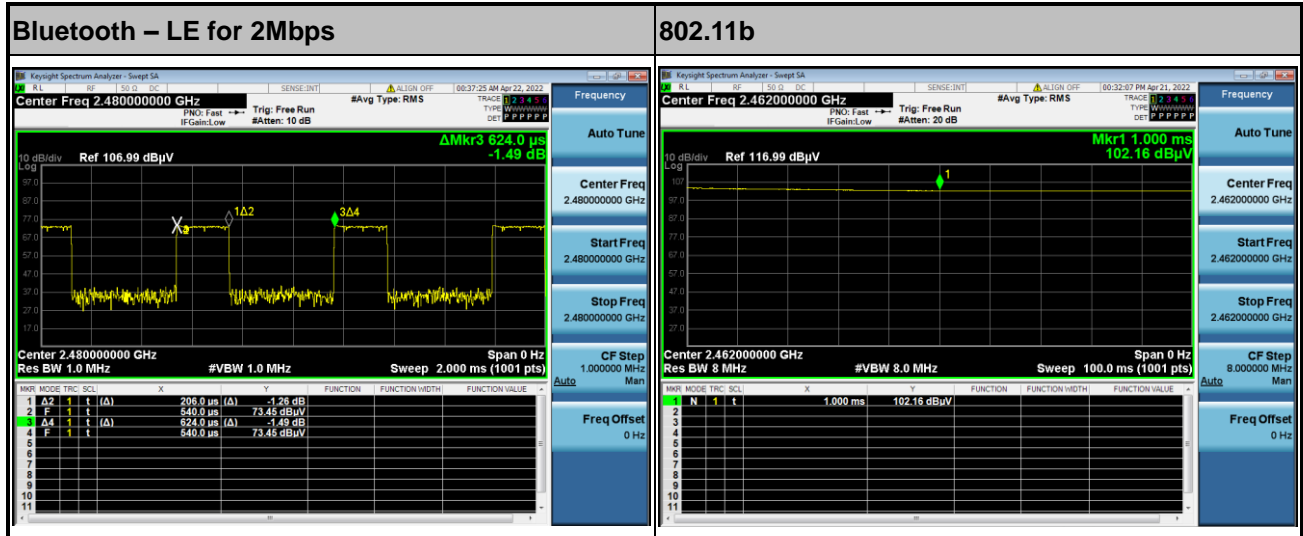 Bluetooth – LE for 2Mbps
Keysight Spectrum Analyzer - Swept SA
RL RF 50 Ω DC SENSE:INT ALIGN OFF 00:37:25 AM Apr 22, 2022
Center Freq 2.480000000 GHz #Avg Type: RMS TRACE 1 2 3 4 5 6
PNO: Fast Trig: Free Run TYPE WWWWWW
IFGain:Low #Atten: 10 dB DET P P P P P P
ΔMkr3 624.0 µs
10 dB/div Ref 106.99 dBµV -1.49 dB
Log
97.0
87.0
77.0
1Δ2
3Δ4
67.0
57.0
47.0
37.0
27.0
17.0
Center 2.480000000 GHz Span 0 Hz
Res BW 1.0 MHz #VBW 1.0 MHz Sweep 2.000 ms (1001 pts)
MKR MODE TRC SCL X Y FUNCTION FUNCTION WIDTH FUNCTION VALUE
1 Δ2 1 t (Δ) 206.0 µs (Δ) -1.26 dB
2 F 1 t 540.0 µs 73.45 dBµV
3 Δ4 1 t (Δ) 624.0 µs (Δ) -1.49 dB
4 F 1 t 540.0 µs 73.45 dBµV
5
6
7
8
9
10
11
Frequency
Auto Tune
Center Freq
2.480000000 GHz
Start Freq
2.480000000 GHz
Stop Freq
2.480000000 GHz
CF Step
1.000000 MHz
Auto Man
Freq Offset
0 Hz
802.11b
Keysight Spectrum Analyzer - Swept SA
RL RF 50 Ω DC SENSE:INT ALIGN OFF 00:32:07 PM Apr 21, 2022
Center Freq 2.462000000 GHz #Avg Type: RMS TRACE 1 2 3 4 5 6
PNO: Fast Trig: Free Run TYPE WWWWWW
IFGain:Low #Atten: 20 dB DET P P P P P P
Mkr1 1.000 ms
10 dB/div Ref 116.99 dBµV 102.16 dBµV
Log
107
1
97.0
87.0
77.0
67.0
57.0
47.0
37.0
27.0
Center 2.462000000 GHz Span 0 Hz
Res BW 8 MHz #VBW 8.0 MHz Sweep 100.0 ms (1001 pts)
MKR MODE TRC SCL X Y FUNCTION FUNCTION WIDTH FUNCTION VALUE
1 N 1 t 1.000 ms 102.16 dBµV
2
3
4
5
6
7
8
9
10
11
Frequency
Auto Tune
Center Freq
2.462000000 GHz
Start Freq
2.462000000 GHz
Stop Freq
2.462000000 GHz
CF Step
8.000000 MHz
Auto Man
Freq Offset
0 Hz